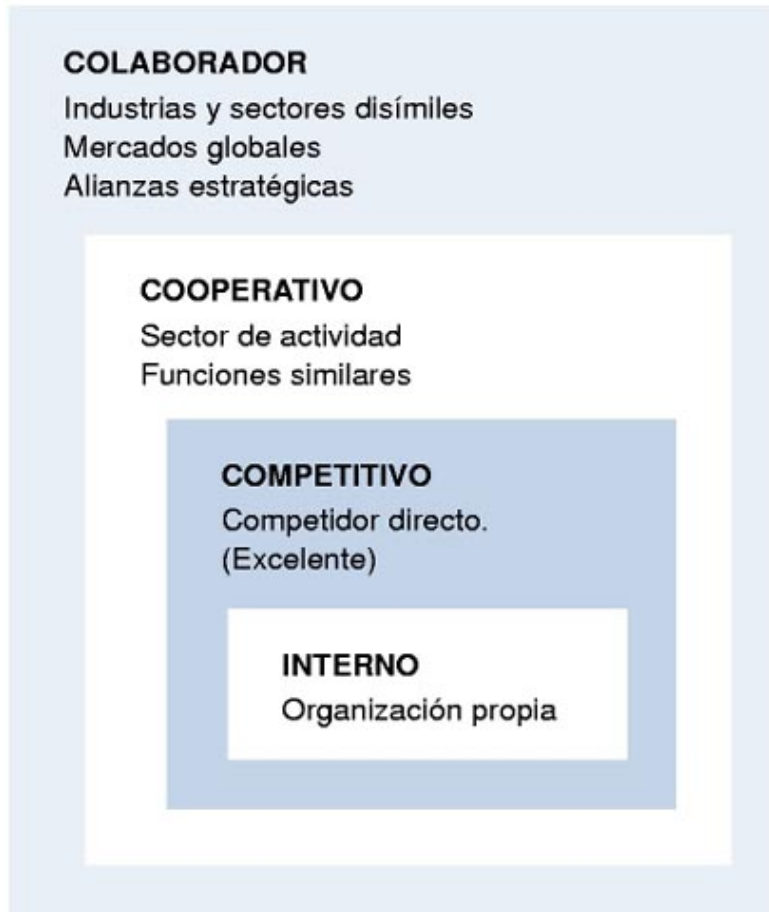 COLABORADOR
Industrias y sectores disímiles
Mercados globales
Alianzas estratégicas
COOPERATIVO
Sector de actividad
Funciones similares
COMPETITIVO
Competidor directo.
(Excelente)
INTERNO
Organización propia